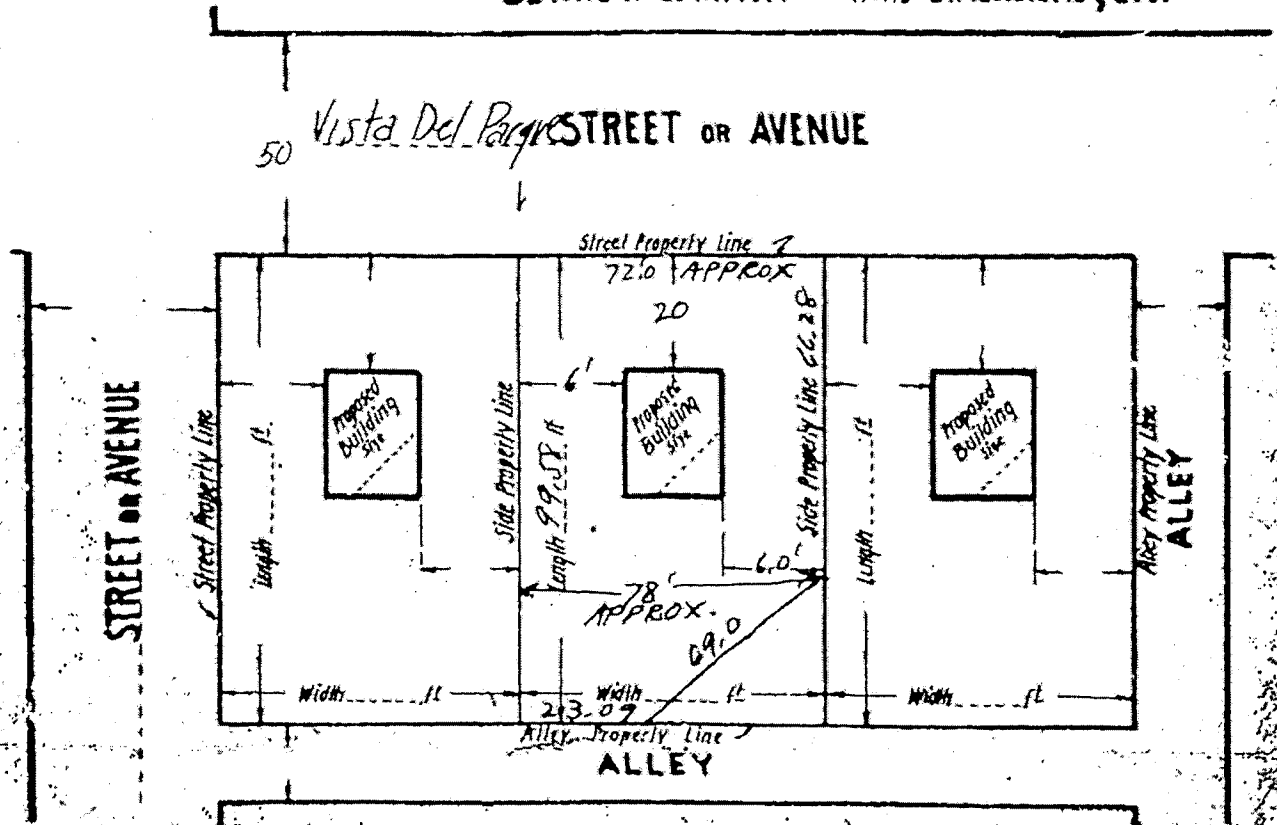 Vista Del Parque STREET OR AVENUE
50
Street Property Line
72.0 APPROX
20
6'
Proposed Building Site
Proposed Building Site
Proposed Building Site
STREET OR AVENUE
Street Property Line
Length ft
Side Property Line
Length 99.58 ft
Side Property Line 66.28
Length ft
Alley Property Line
ALLEY
6.0'
78'
APPROX.
69.0
Width ft
Width ft
Width ft
23.09
Alley Property Line
ALLEY